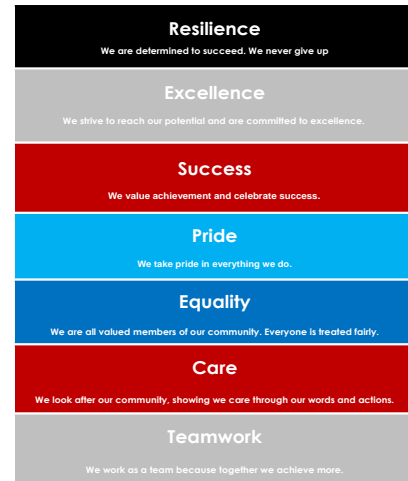 Resilience
We are determined to succeed. We never give up
Excellence
We strive to reach our potential and are committed to excellence.
Success
We value achievement and celebrate success.
Pride
We take pride in everything we do.
Equality
We are all valued members of our community. Everyone is treated fairly.
Care
We look after our community, showing we care through our words and actions.
Teamwork
We work as a team because together we achieve more.